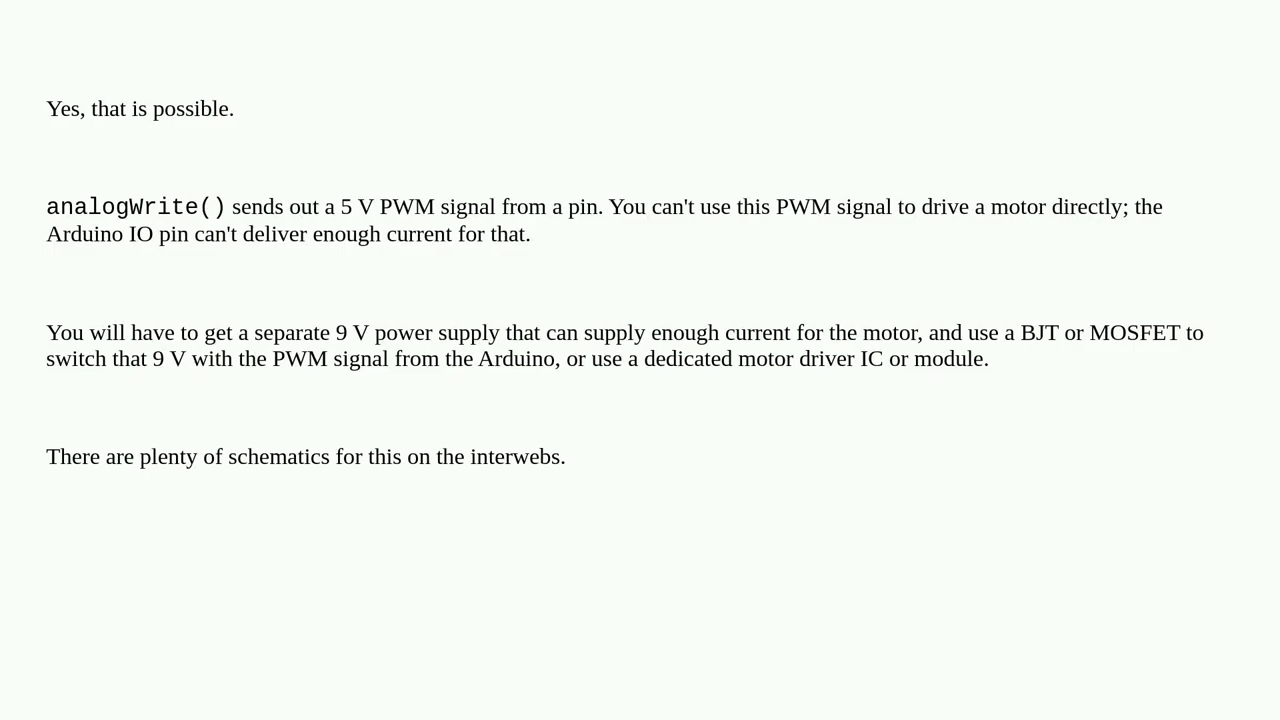 Yes, that is possible.
analogWrite() sends out a 5 V PWM signal from a pin. You can't use this PWM signal to drive a motor directly; the
Arduino IO pin can't deliver enough current for that.
You will have to get a separate 9 V power supply that can supply enough current for the motor, and use a BJT or MOSFET to
switch that 9 V with the PWM signal from the Arduino, or use a dedicated motor driver IC or module.
There are plenty of schematics for this on the interwebs.